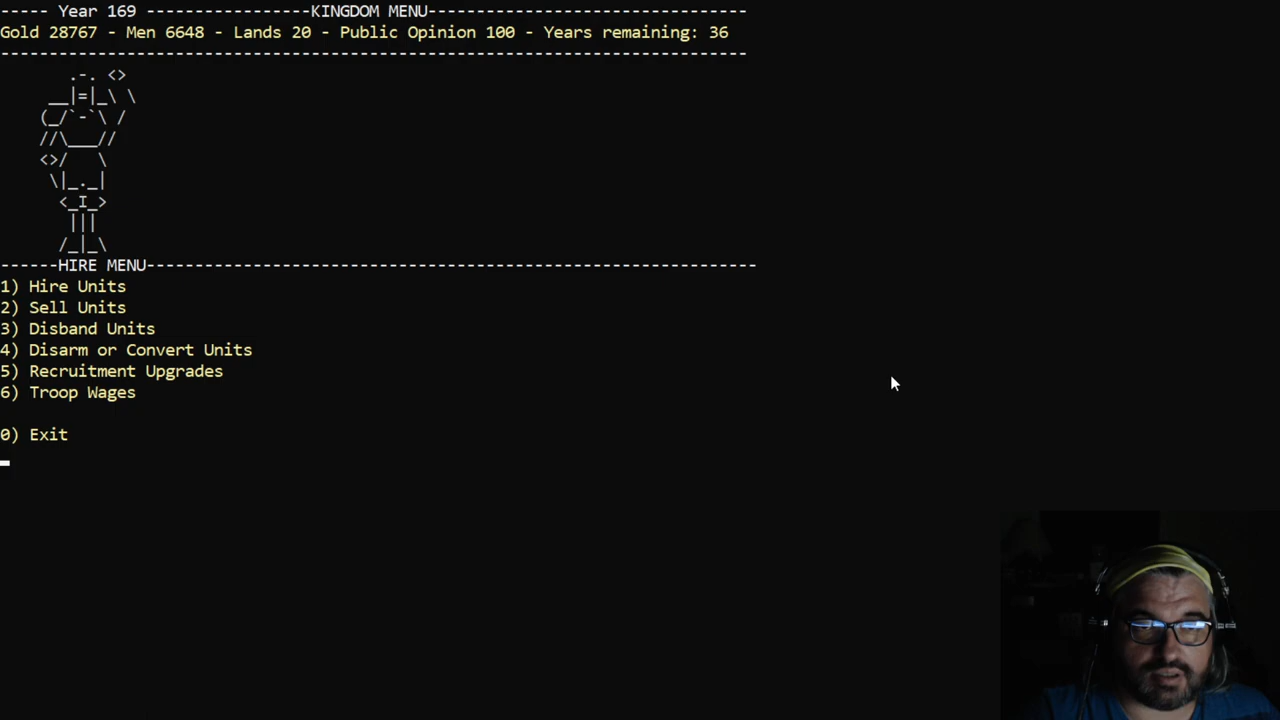 ----- Year 169 -----------------KINGDOM MENU---------------------------------
Gold 28767 - Men 6648 - Lands 20 - Public Opinion 100 - Years remaining: 36
-----------------------------------------------------------------------------
------HIRE MENU---------------------------------------------------------------
1) Hire Units
2) Sell Units
3) Disband Units
4) Disarm or Convert Units
5) Recruitment Upgrades
6) Troop Wages
0) Exit